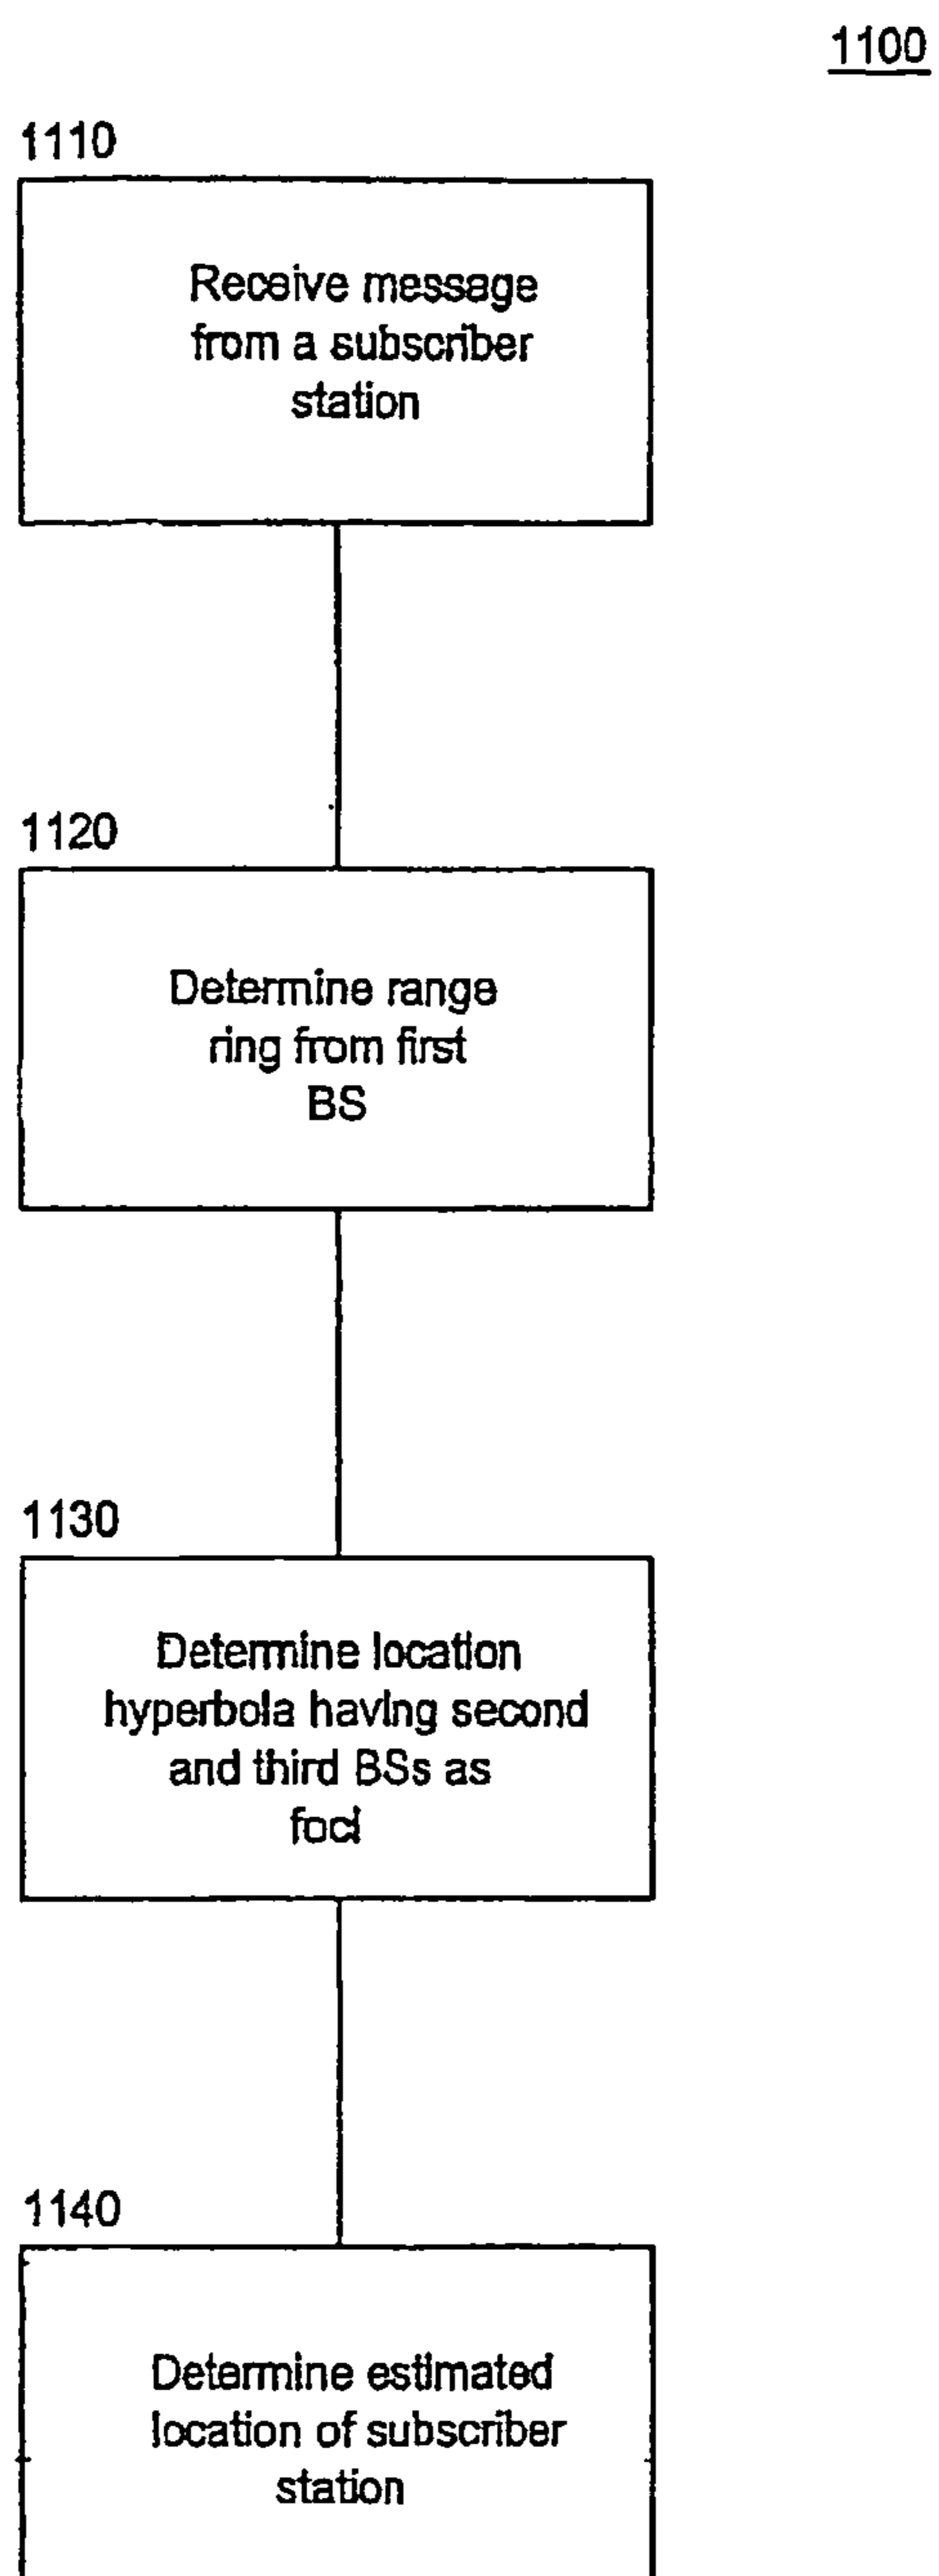 1100
1110
Receive message
from a subscriber
station
1120
Determine range
ring from first
BS
1130
Determine location
hyperbola having second
and third BSs as
foci
1140
Determine estimated
location of subscriber
station